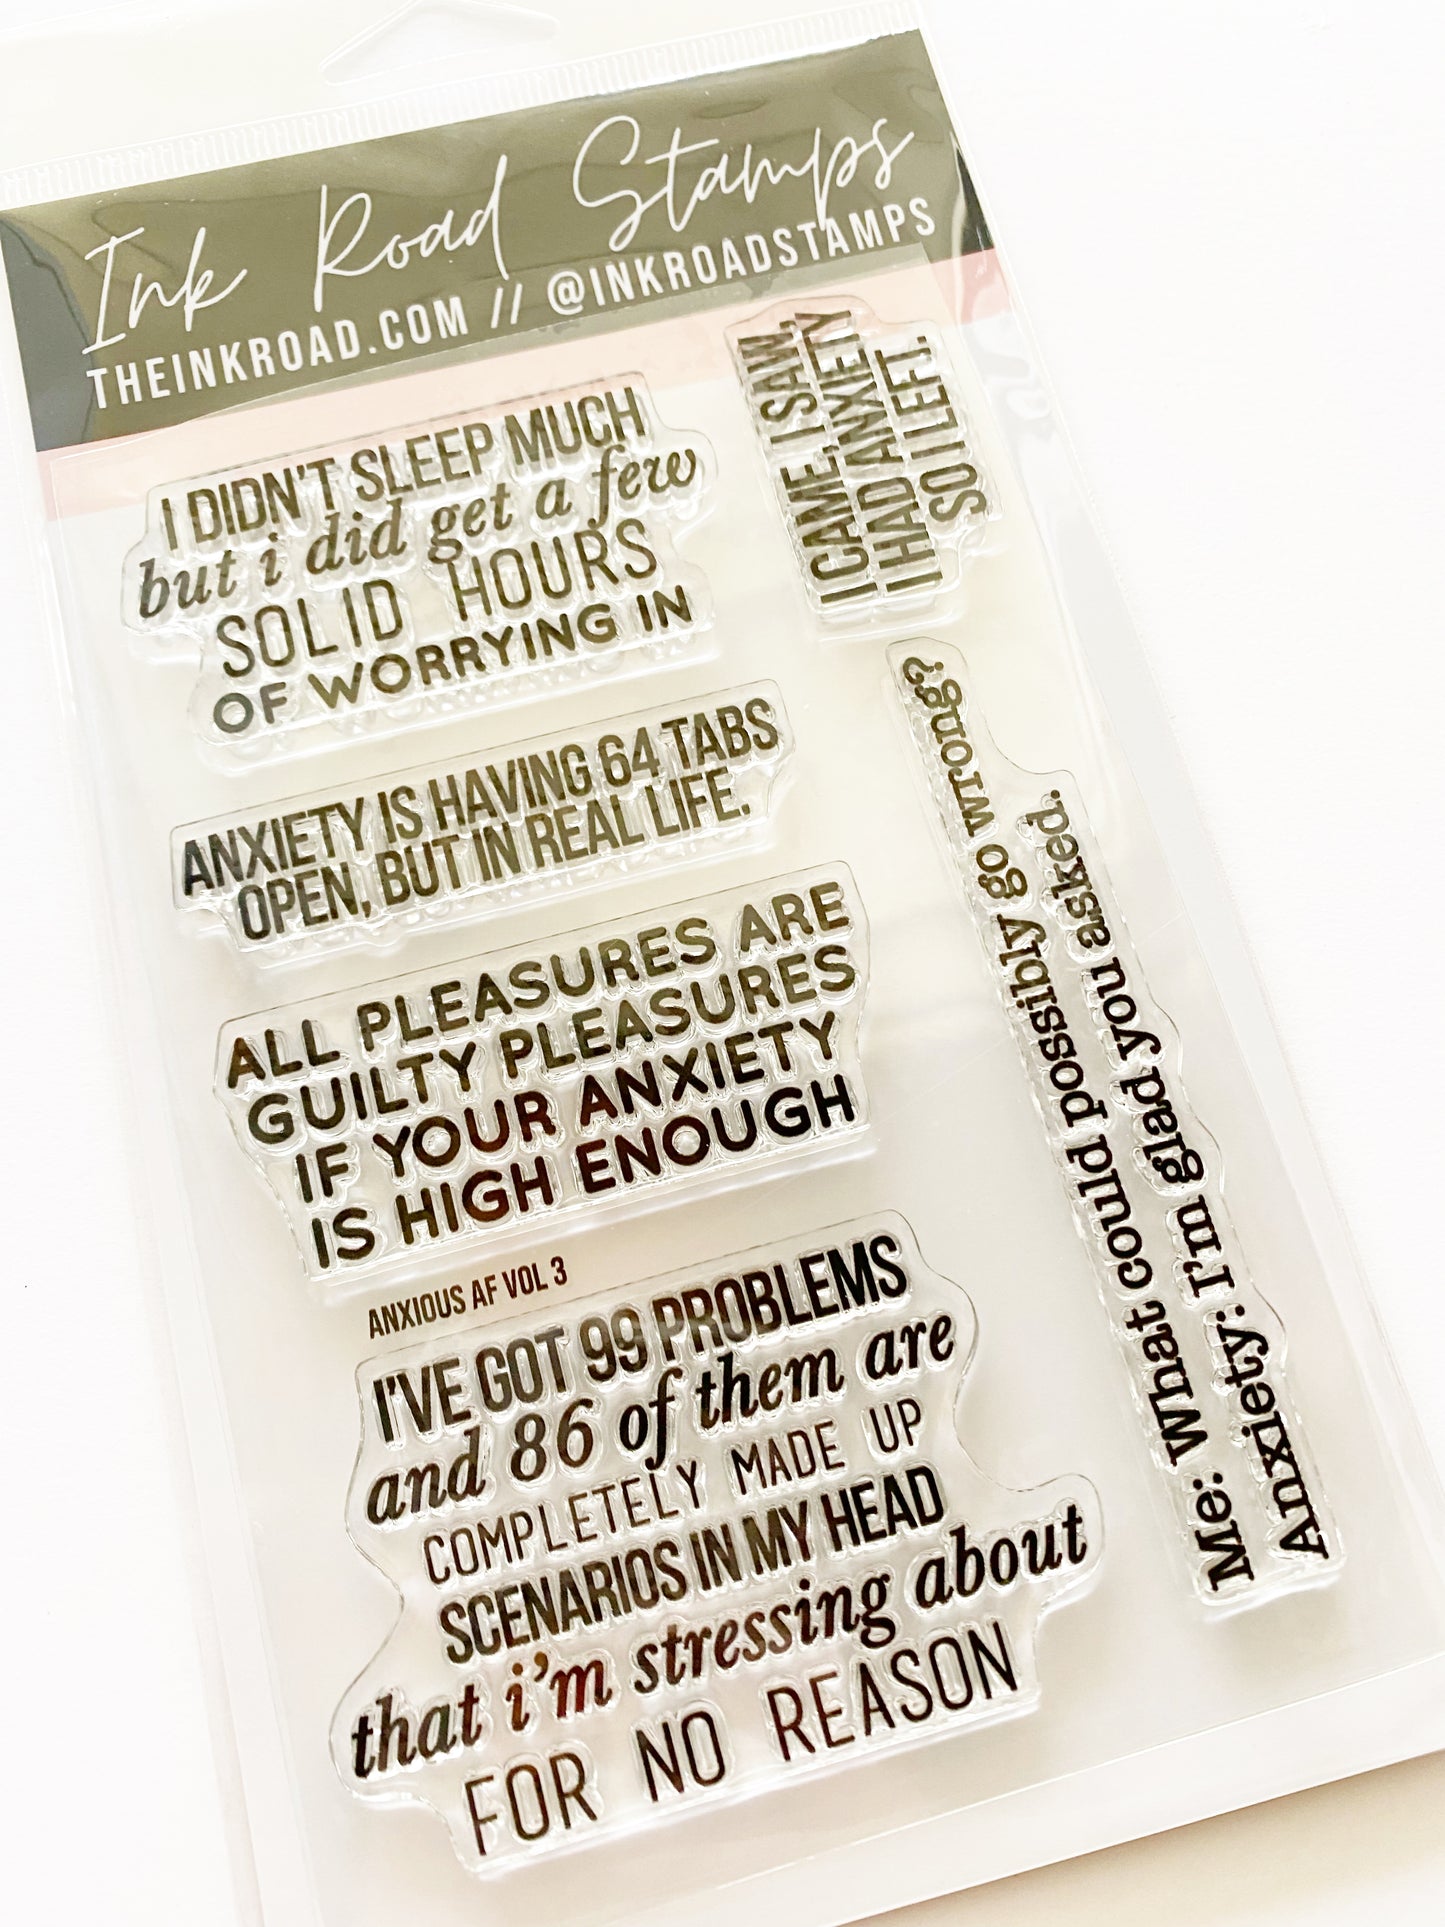 Ink Road Stamps
THEINKROAD.COM // @INKROADSTAMPS
I DIDN'T SLEEP MUCH
but i did get a few
SOLID HOURS
OF WORRYING IN
ANXIETY IS HAVING 64 TABS
OPEN, BUT IN REAL LIFE.
ALL PLEASURES ARE
GUILTY PLEASURES
IF YOUR ANXIETY
IS HIGH ENOUGH
ANXIOUS AF VOL 3
I'VE GOT 99 PROBLEMS
and 86 of them are
COMPLETELY MADE UP
SCENARIOS IN MY HEAD
that i'm stressing about
FOR NO REASON
I CAME, I SAW,
I HAD ANXIETY
SO I LEFT.
Me: What could possibly go wrong?
Anxiety: I'm glad you asked.